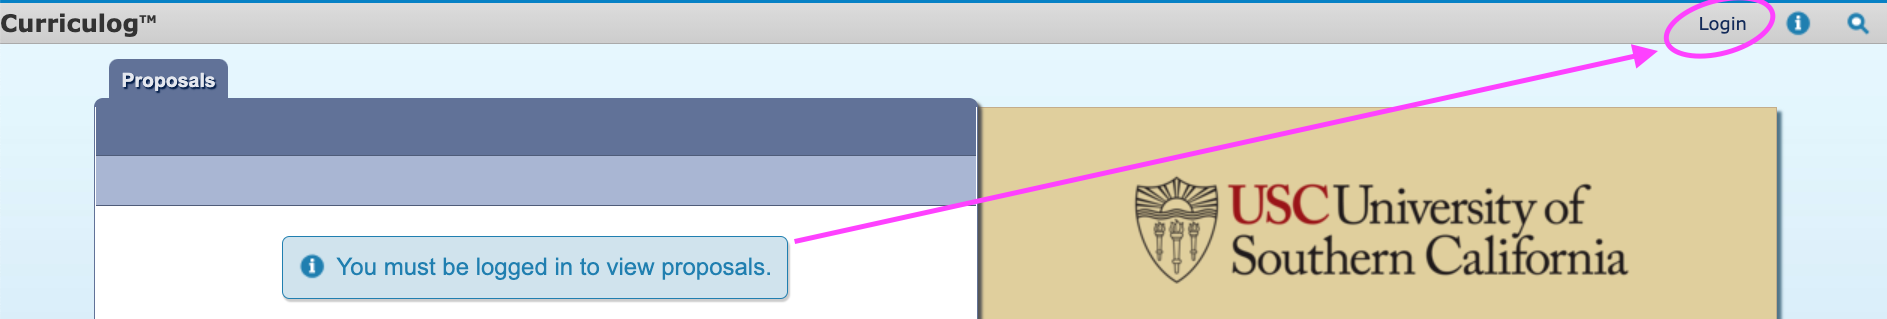 Curriculog™
Login
Proposals
You must be logged in to view proposals.
USC University of
Southern California